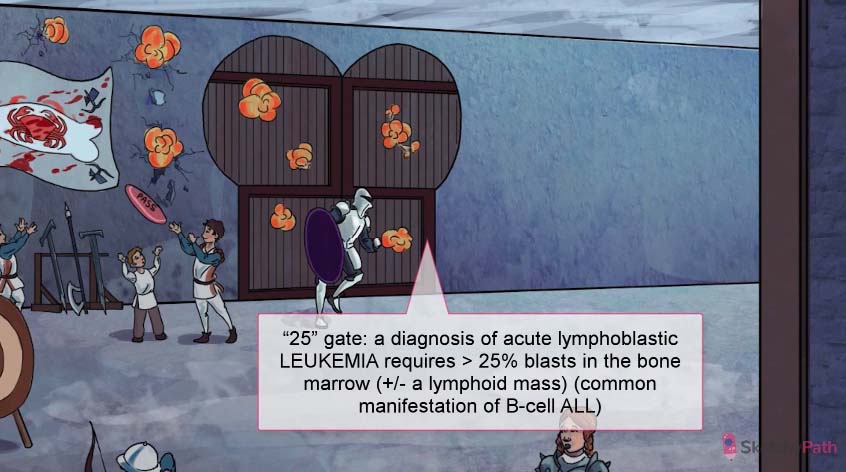 PASS
“25” gate: a diagnosis of acute lymphoblastic
LEUKEMIA requires > 25% blasts in the bone
marrow (+/- a lymphoid mass) (common
manifestation of B-cell ALL)
SketchyPath